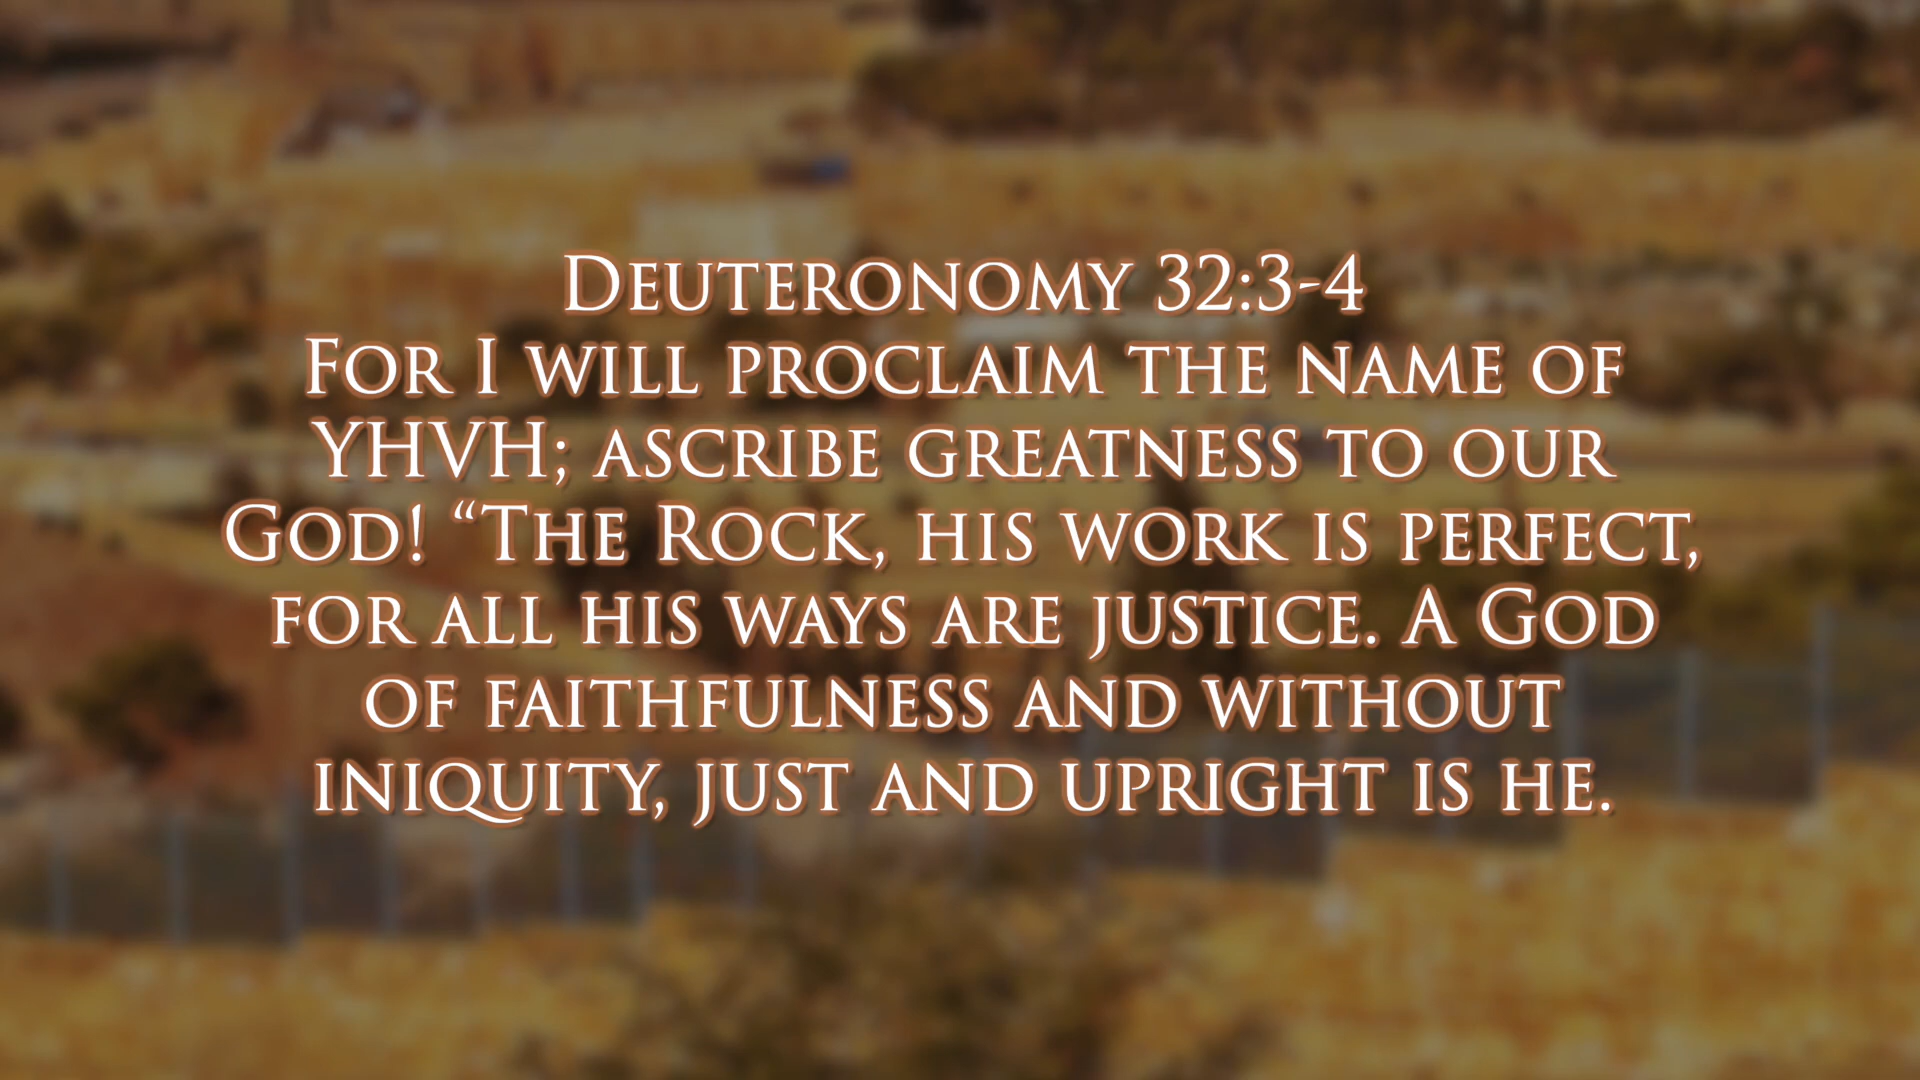 Deuteronomy 32:3-4
For I will proclaim the name of
YHVH; ascribe greatness to our
God! “The Rock, his work is perfect,
for all his ways are justice. A God
of faithfulness and without
iniquity, just and upright is he.